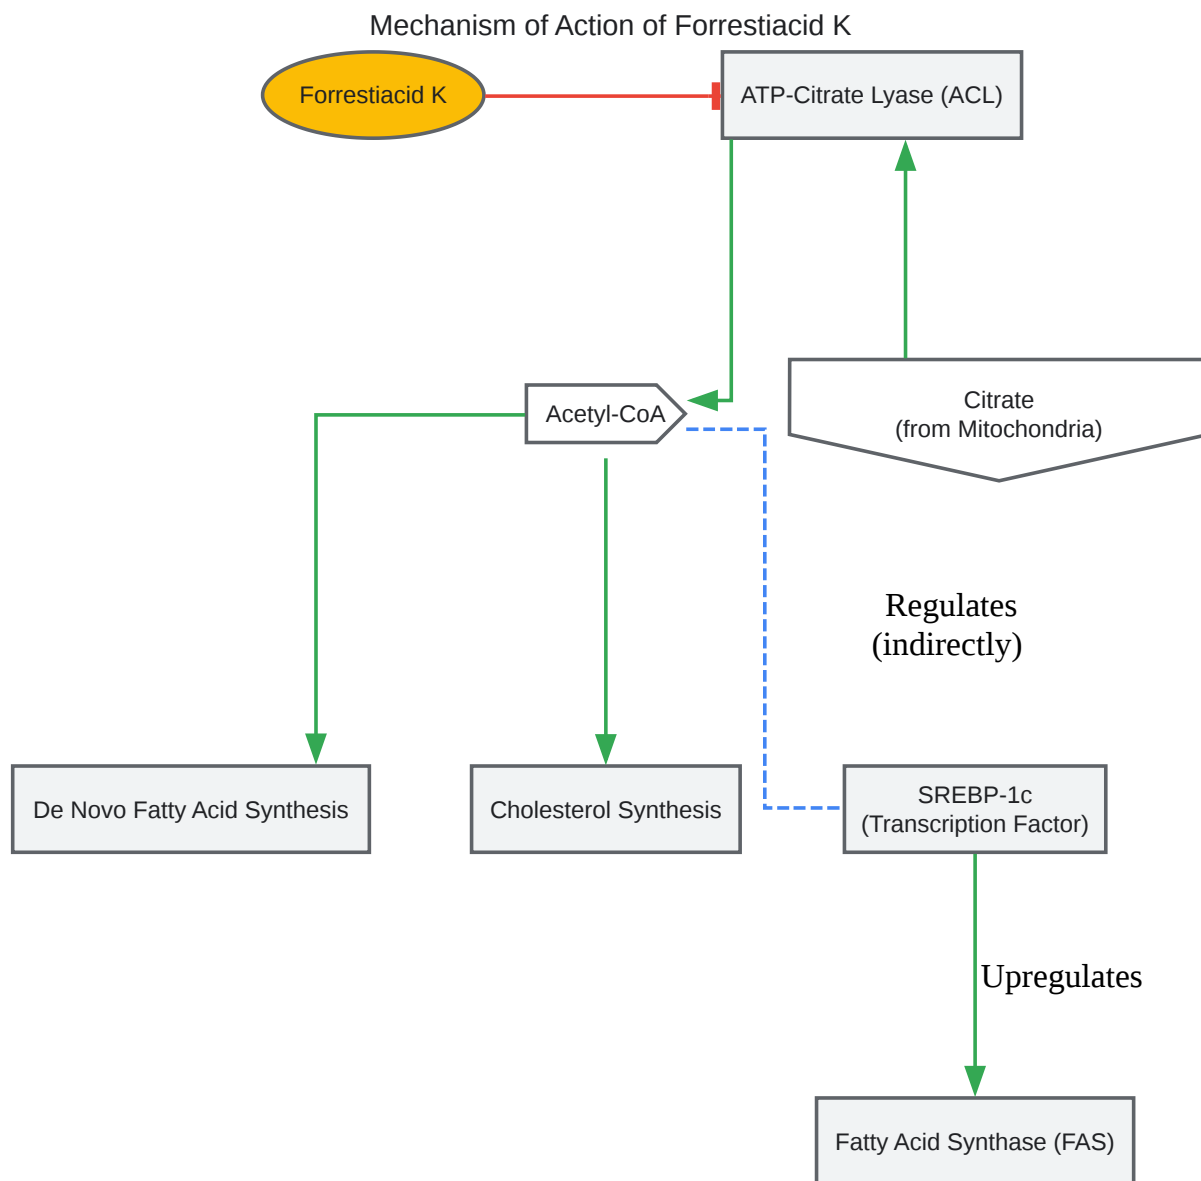 Mechanism of Action of Forrestiacid K
Forrestiacid K
ATP-Citrate Lyase (ACL)
Acetyl-CoA
Citrate
(from Mitochondria)
Regulates
(indirectly)
De Novo Fatty Acid Synthesis
Cholesterol Synthesis
SREBP-1c
(Transcription Factor)
Upregulates
Fatty Acid Synthase (FAS)